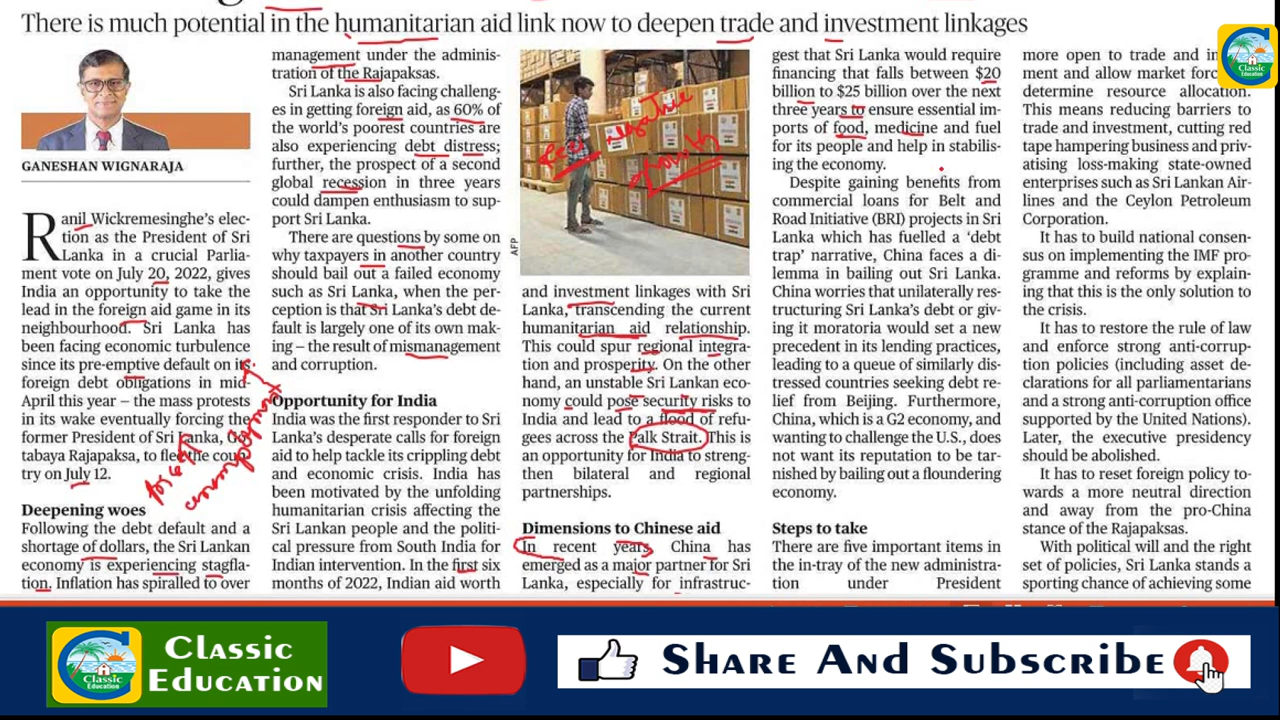 There is much potential in the humanitarian aid link now to deepen trade and investment linkages
GANESHAN WIGNARAJA
Ranil Wickremesinghe's elec-
tion as the President of Sri
Lanka in a crucial Parlia-
ment vote on July 20, 2022, gives
India an opportunity to take the
lead in the foreign aid game in its
neighbourhood. Sri Lanka has
been facing economic turbulence
since its pre-emptive default on its
foreign debt obligations in mid-
April this year – the mass protests
in its wake eventually forcing the
former President of Sri Lanka, Go-
tabaya Rajapaksa, to flee the coun-
try on July 12.
Deepening woes
Following the debt default and a
shortage of dollars, the Sri Lankan
economy is experiencing stagfla-
tion. Inflation has spiralled to over
management under the adminis-
tration of the Rajapaksas.
Sri Lanka is also facing challeng-
es in getting foreign aid, as 60% of
the world's poorest countries are
also experiencing debt distress;
further, the prospect of a second
global recession in three years
could dampen enthusiasm to sup-
port Sri Lanka.
There are questions by some on
why taxpayers in another country
should bail out a failed economy
such as Sri Lanka, when the per-
ception is that Sri Lanka's debt de-
fault is largely one of its own mak-
ing – the result of mismanagement
and corruption.
Opportunity for India
India was the first responder to Sri
Lanka's desperate calls for foreign
aid to help tackle its crippling debt
and economic crisis. India has
been motivated by the unfolding
humanitarian crisis affecting the
Sri Lankan people and the politi-
cal pressure from South India for
Indian intervention. In the first six
months of 2022, Indian aid worth
AFP
and investment linkages with Sri
Lanka, transcending the current
humanitarian aid relationship.
This could spur regional integra-
tion and prosperity. On the other
hand, an unstable Sri Lankan eco-
nomy could pose security risks to
India and lead to a flood of refu-
gees across the Palk Strait. This is
an opportunity for India to streng-
then bilateral and regional
partnerships.
Dimensions to Chinese aid
In recent years, China has
emerged as a major partner for Sri
Lanka, especially for infrastruc-
gest that Sri Lanka would require
financing that falls between $20
billion to $25 billion over the next
three years to ensure essential im-
ports of food, medicine and fuel
for its people and help in stabilis-
ing the economy.
Despite gaining benefits from
commercial loans for Belt and
Road Initiative (BRI) projects in Sri
Lanka which has fuelled a 'debt
trap' narrative, China faces a di-
lemma in bailing out Sri Lanka.
China worries that unilaterally res-
tructuring Sri Lanka's debt or giv-
ing it moratoria would set a new
precedent in its lending practices,
leading to a queue of similarly dis-
tressed countries seeking debt re-
lief from Beijing. Furthermore,
China, which is a G2 economy, and
wanting to challenge the U.S., does
not want its reputation to be tar-
nished by bailing out a floundering
economy.
Steps to take
There are five important items in
the in-tray of the new administra-
tion under President
more open to trade and in
ment and allow market forc
determine resource allocation.
This means reducing barriers to
trade and investment, cutting red
tape hampering business and priv-
atising loss-making state-owned
enterprises such as Sri Lankan Air-
lines and the Ceylon Petroleum
Corporation.
It has to build national consen-
sus on implementing the IMF pro-
gramme and reforms by explain-
ing that this is the only solution to
the crisis.
It has to restore the rule of law
and enforce strong anti-corrup-
tion policies (including asset de-
clarations for all parliamentarians
and a strong anti-corruption office
supported by the United Nations).
Later, the executive presidency
should be abolished.
It has to reset foreign policy to-
wards a more neutral direction
and away from the pro-China
stance of the Rajapaksas.
With political will and the right
set of policies, Sri Lanka stands a
sporting chance of achieving some
Classic
Education
Classic
Education
Classic
Education
Share And Subscribe